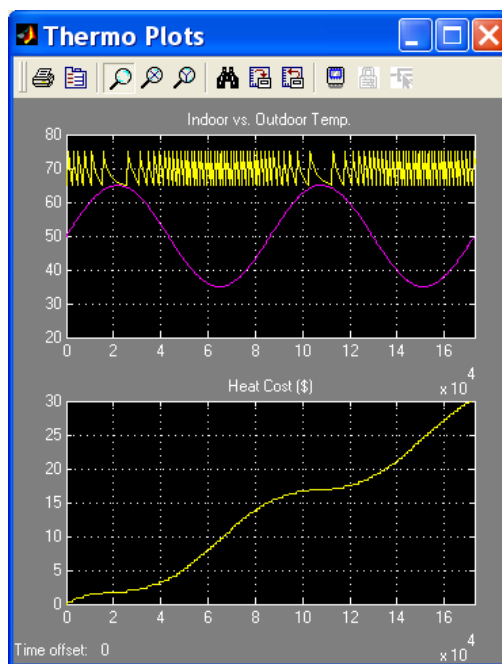 Thermo Plots
Indoor vs. Outdoor Temp.
80
70
60
50
40
30
20
0 2 4 6 8 10 12 14 16
x 10^4
Heat Cost ($)
30
25
20
15
10
5
0
0 2 4 6 8 10 12 14 16
Time offset: 0
x 10^4